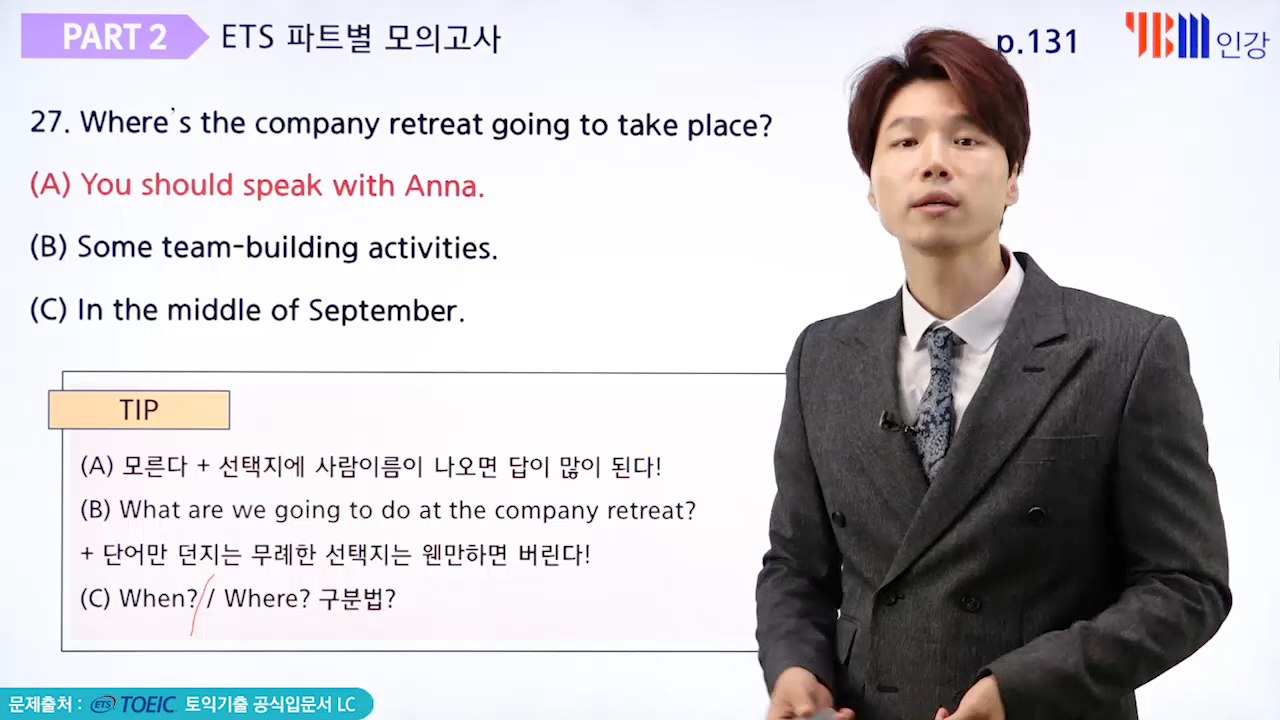 PART 2 ETS 파트별 모의고사 p.131 YBM 인강
27. Where's the company retreat going to take place?
(A) You should speak with Anna.
(B) Some team-building activities.
(C) In the middle of September.
TIP
(A) 모른다 + 선택지에 사람이름이 나오면 답이 많이 된다!
(B) What are we going to do at the company retreat?
+ 단어만 던지는 무례한 선택지는 웬만하면 버린다!
(C) When? / Where? 구분법?
문제출처 : ETS TOEIC 토익기출 공식입문서 LC